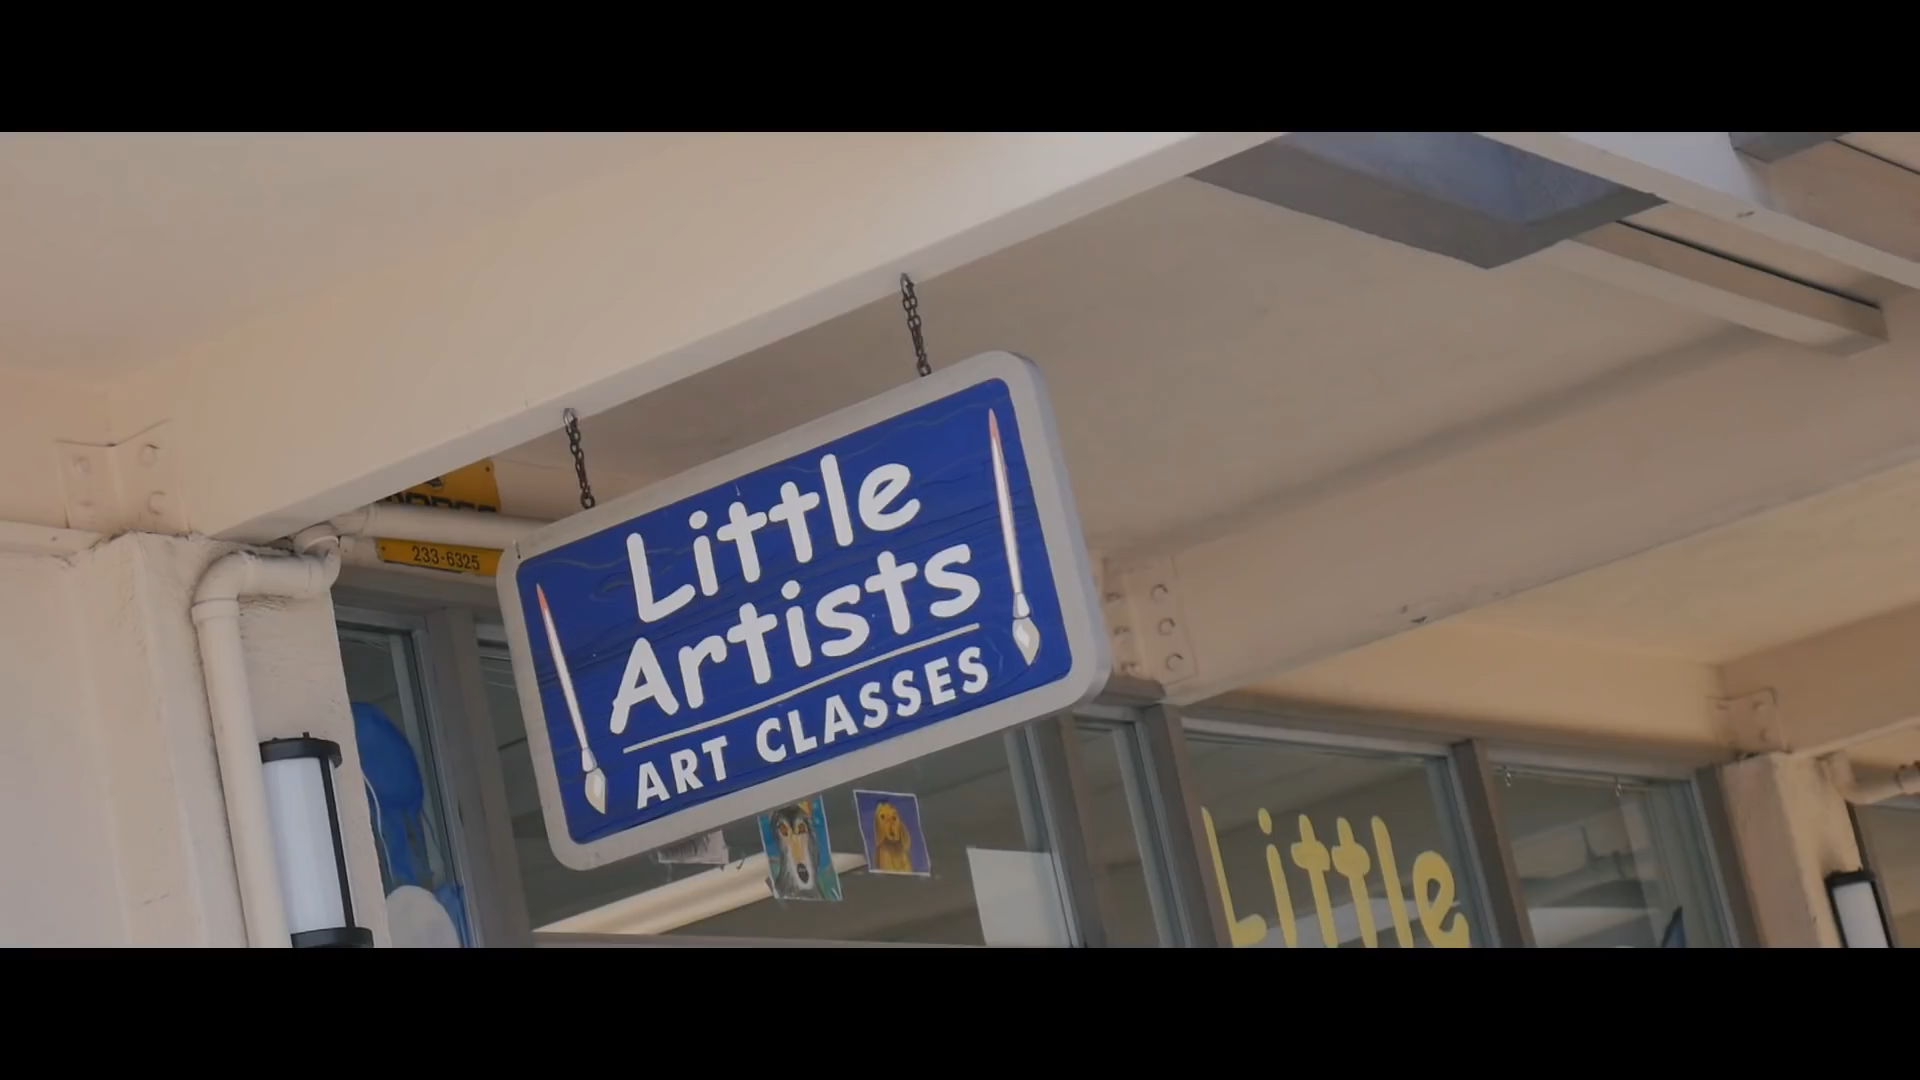 233-6325
Little
Artists
ART CLASSES
Little